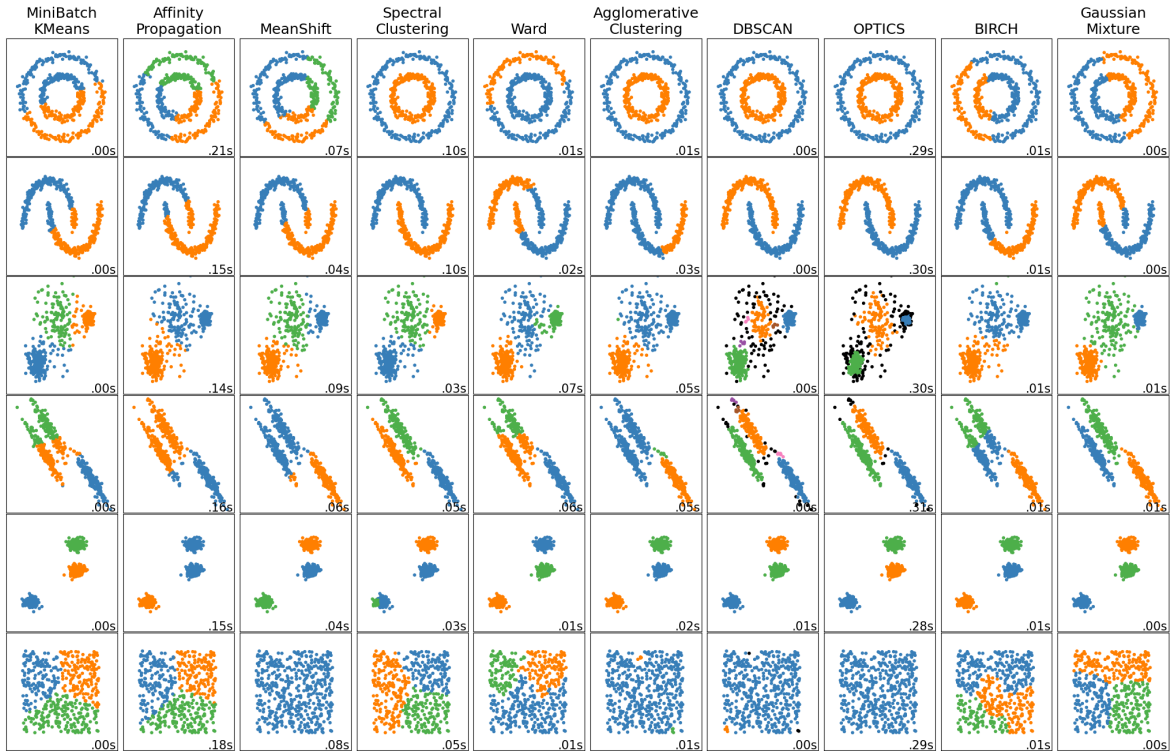 MiniBatch
KMeans
Affinity
Propagation
MeanShift
Spectral
Clustering
Ward
Agglomerative
Clustering
DBSCAN
OPTICS
BIRCH
Gaussian
Mixture
.00s
.21s
.07s
.10s
.01s
.01s
.00s
.29s
.01s
.00s
.00s
.15s
.04s
.10s
.02s
.03s
.00s
.30s
.01s
.00s
.00s
.14s
.09s
.03s
.07s
.05s
.00s
.30s
.01s
.01s
.00s
.16s
.06s
.05s
.06s
.05s
.00s
.31s
.01s
.00s
.00s
.15s
.04s
.03s
.01s
.02s
.01s
.28s
.01s
.00s
.00s
.18s
.08s
.05s
.01s
.01s
.00s
.29s
.01s
.00s